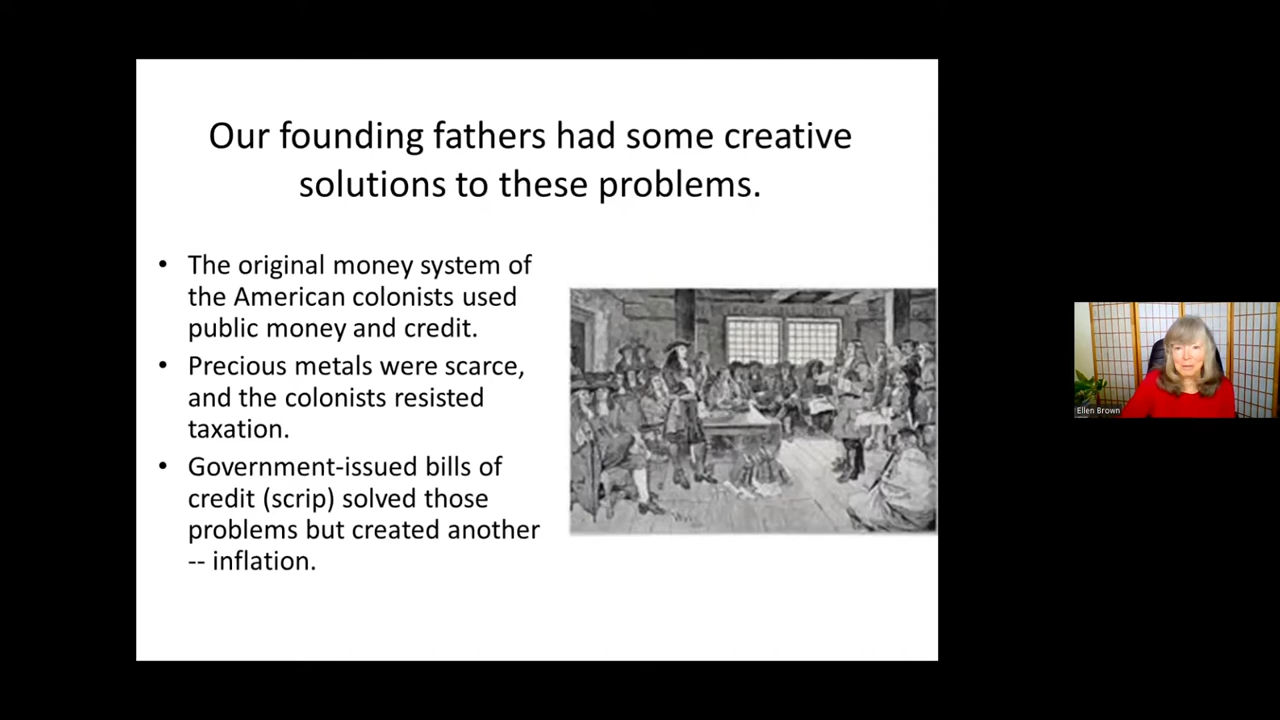 Our founding fathers had some creative
solutions to these problems.
• The original money system of
the American colonists used
public money and credit.
• Precious metals were scarce,
and the colonists resisted
taxation.
• Government-issued bills of
credit (scrip) solved those
problems but created another
-- inflation.
Ellen Brown